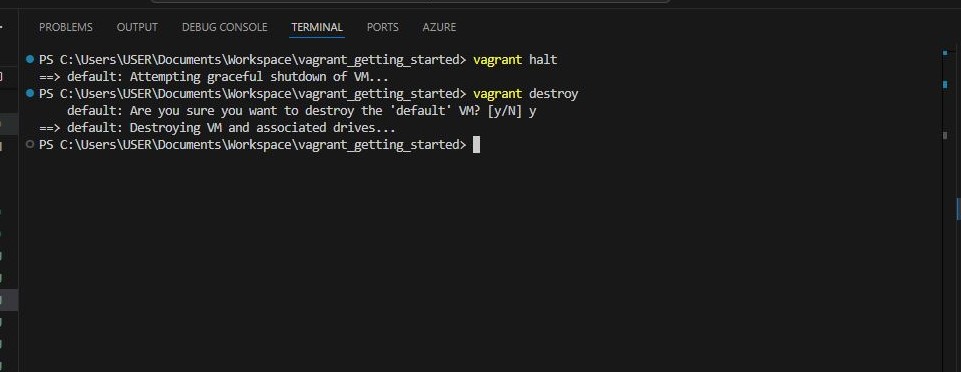 PROBLEMS OUTPUT DEBUG CONSOLE TERMINAL PORTS AZURE
PS C:\Users\USER\Documents\Workspace\vagrant_getting_started> vagrant halt
==> default: Attempting graceful shutdown of VM...
PS C:\Users\USER\Documents\Workspace\vagrant_getting_started> vagrant destroy
default: Are you sure you want to destroy the 'default' VM? [y/N] y
==> default: Destroying VM and associated drives...
PS C:\Users\USER\Documents\Workspace\vagrant_getting_started>